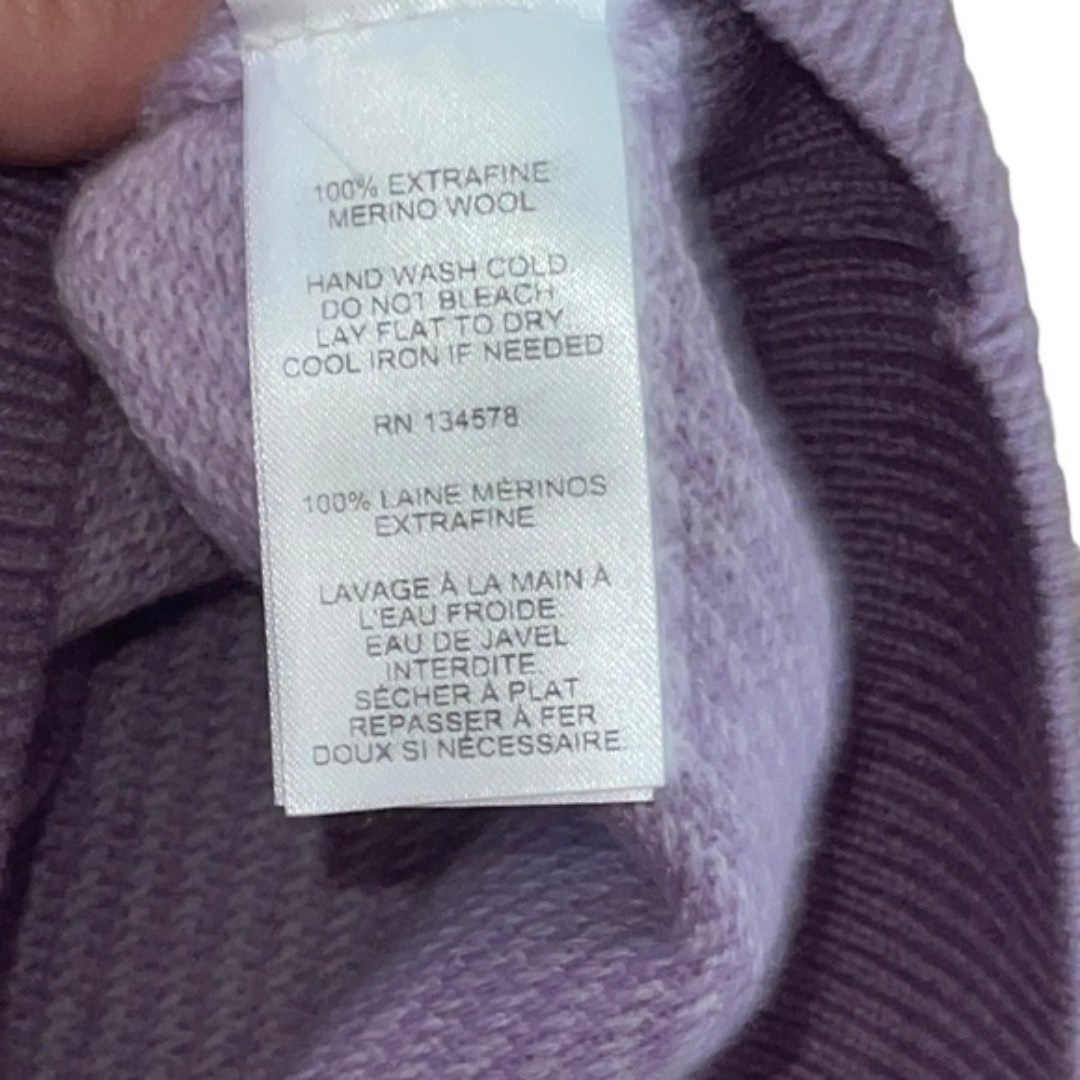 100% EXTRAFINE
MERINO WOOL
HAND WASH COLD
DO NOT BLEACH
LAY FLAT TO DRY
COOL IRON IF NEEDED
RN 134578
100% LAINE MÉRINOS
EXTRAFINE
LAVAGE À LA MAIN À
L'EAU FROIDE.
EAU DE JAVEL
INTERDITE.
SÉCHER À PLAT
REPASSER À FER
DOUX SI NÉCESSAIRE.